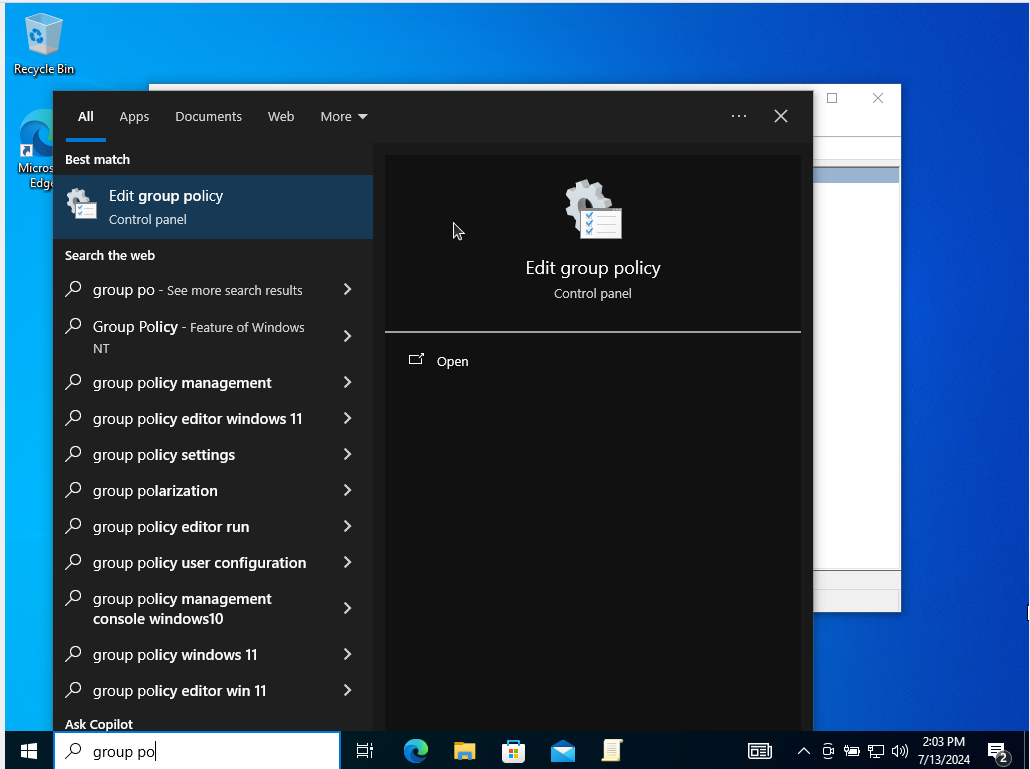 Recycle Bin
Micros
Edge
All Apps Documents Web More
Best match
Edit group policy
Control panel
Search the web
group po - See more search results
Group Policy - Feature of Windows
NT
group policy management
group policy editor windows 11
group policy settings
group polarization
group policy editor run
group policy user configuration
group policy management
console windows10
group policy windows 11
group policy editor win 11
Ask Copilot
group po
Edit group policy
Control panel
Open
2:03 PM
7/13/2024
2